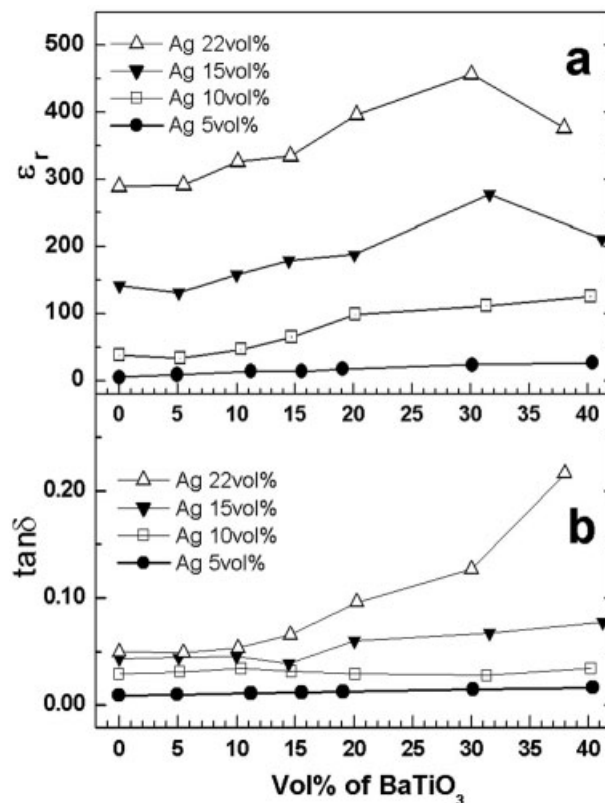 500
400
300
200
100
0
εr
Ag 22vol%
Ag 15vol%
Ag 10vol%
Ag 5vol%
a
0 5 10 15 20 25 30 35 40
0.20
0.10
0.00
tanδ
Ag 22vol%
Ag 15vol%
Ag 10vol%
Ag 5vol%
b
0 5 10 15 20 25 30 35 40
Vol% of BaTiO₃